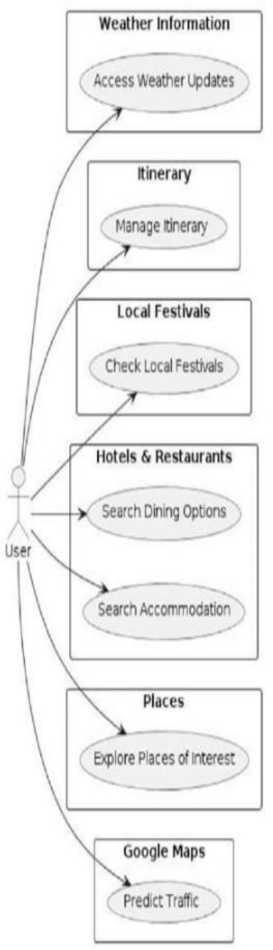 Weather Information
Access Weather Updates
Itinerary
Manage Itinerary
Local Festivals
Check Local Festivals
Hotels & Restaurants
Search Dining Options
User
Search Accommodation
Places
Explore Places of Interest
Google Maps
Predict Traffic